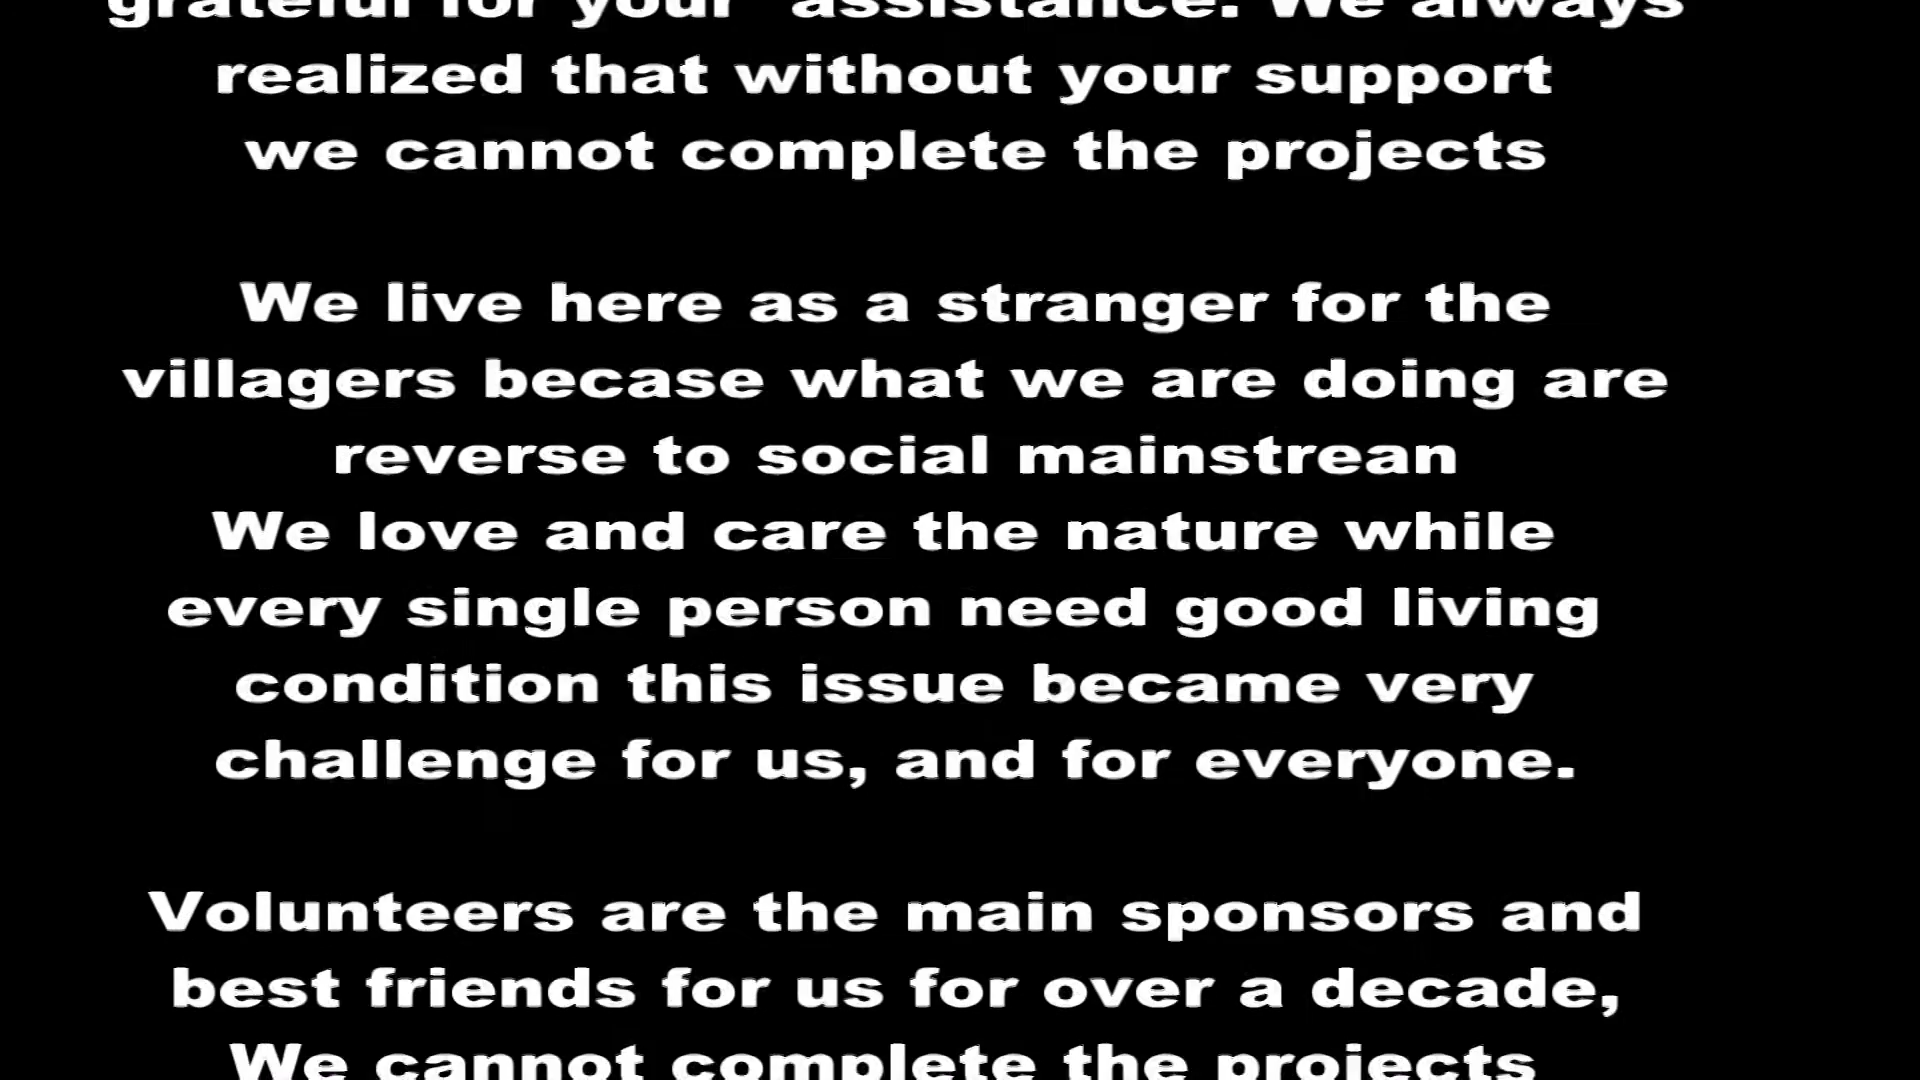 grateful for your assistance. We always
realized that without your support
we cannot complete the projects
We live here as a stranger for the
villagers becase what we are doing are
reverse to social mainstrean
We love and care the nature while
every single person need good living
condition this issue became very
challenge for us, and for everyone.
Volunteers are the main sponsors and
best friends for us for over a decade,
We cannot complete the projects